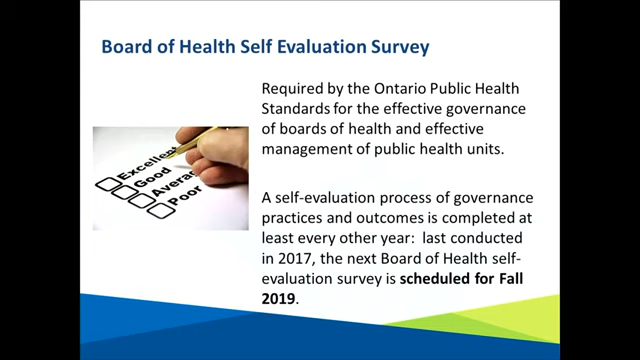 Board of Health Self Evaluation Survey
Required by the Ontario Public Health
Standards for the effective governance
of boards of health and effective
management of public health units.
Excellent
Good
Average
Poor
A self-evaluation process of governance
practices and outcomes is completed at
least every other year:  last conducted
in 2017, the next Board of Health self-
evaluation survey is scheduled for Fall
2019.